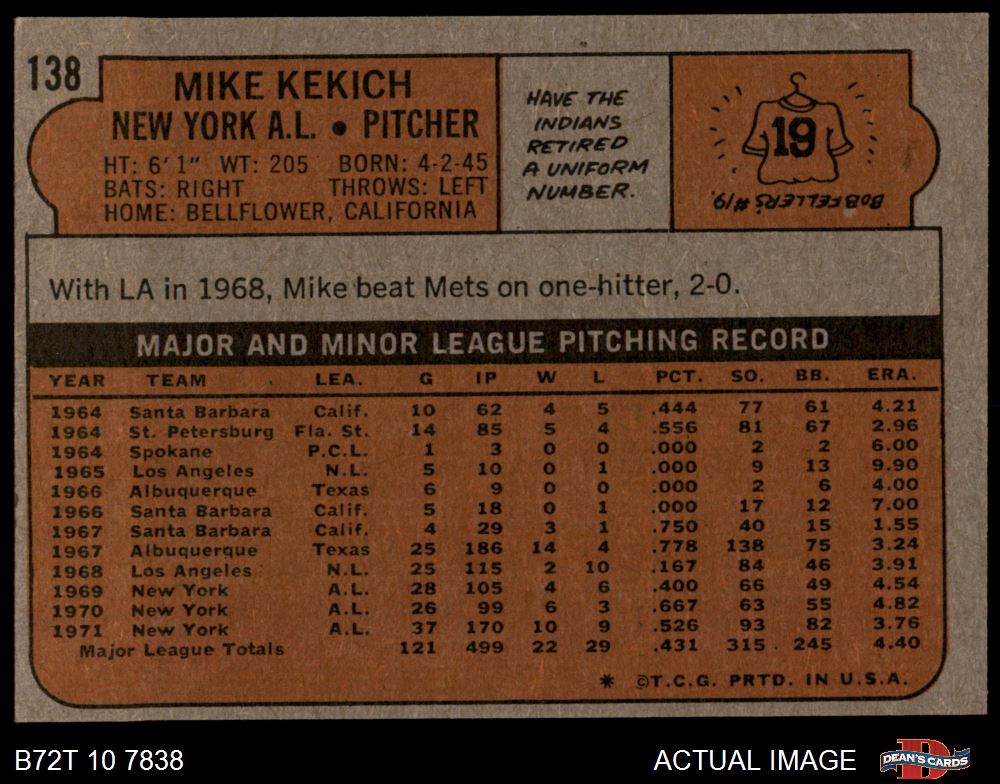 138
MIKE KEKICH
NEW YORK A.L. • PITCHER
HT: 6' 1" WT: 205 BORN: 4-2-45
BATS: RIGHT THROWS: LEFT
HOME: BELLFLOWER, CALIFORNIA
HAVE THE
INDIANS
RETIRED
A UNIFORM
NUMBER.
19
BOB FELLER'S #19.
With LA in 1968, Mike beat Mets on one-hitter, 2-0.
MAJOR AND MINOR LEAGUE PITCHING RECORD
YEAR TEAM LEA. G IP W L PCT. SO. BB. ERA.
1964 Santa Barbara Calif. 10 62 4 5 .444 77 61 4.21
1964 St. Petersburg Fla. St. 14 85 5 4 .556 81 67 2.96
1964 Spokane P.C.L. 1 3 0 0 .000 2 2 6.00
1965 Los Angeles N.L. 5 10 0 1 .000 9 13 9.90
1966 Albuquerque Texas 6 9 0 0 .000 2 6 4.00
1966 Santa Barbara Calif. 5 18 0 1 .000 17 12 7.00
1967 Santa Barbara Calif. 4 29 3 1 .750 40 15 1.55
1967 Albuquerque Texas 25 186 14 4 .778 138 75 3.24
1968 Los Angeles N.L. 25 115 2 10 .167 84 46 3.91
1969 New York A.L. 28 105 4 6 .400 66 49 4.54
1970 New York A.L. 26 99 6 3 .667 63 55 4.82
1971 New York A.L. 37 170 10 9 .526 93 82 3.76
Major League Totals 121 499 22 29 .431 315 245 4.40
* ©T.C.G. PRTD. IN U.S.A.
B72T 10 7838 ACTUAL IMAGE
D
DEAN'S CARDS